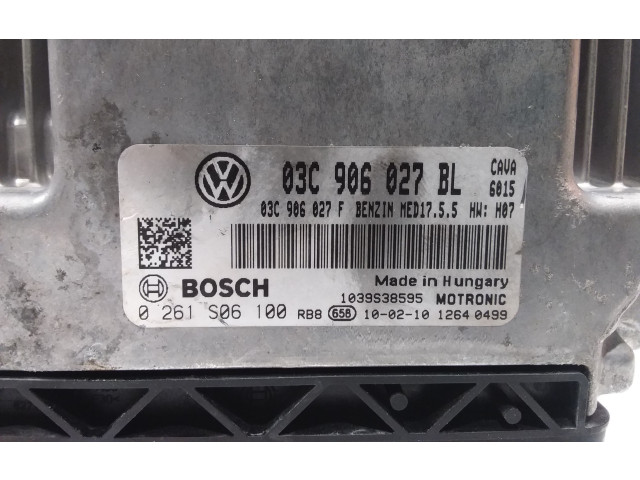 03C 906 027 BL CAVA
6015
03C 906 027 F BENZIN MED17.5.5 HW: H07
BOSCH
Made in Hungary
1039S38595 MOTRONIC
0 261 S06 100 RB8 658 10-02-10 1264 0499